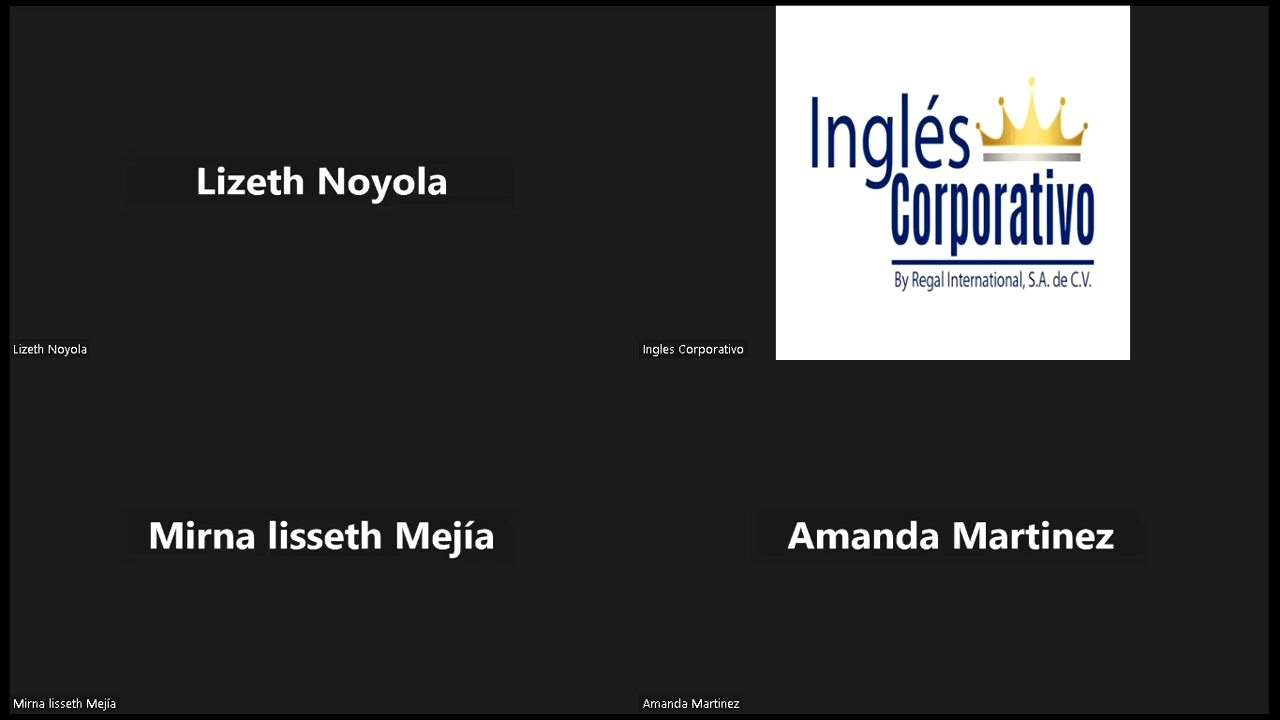 Lizeth Noyola
Lizeth Noyola
Inglés
Corporativo
By Regal International, S.A. de C.V.
Ingles Corporativo
Mirna lisseth Mejía
Mirna lisseth Mejía
Amanda Martinez
Amanda Martinez